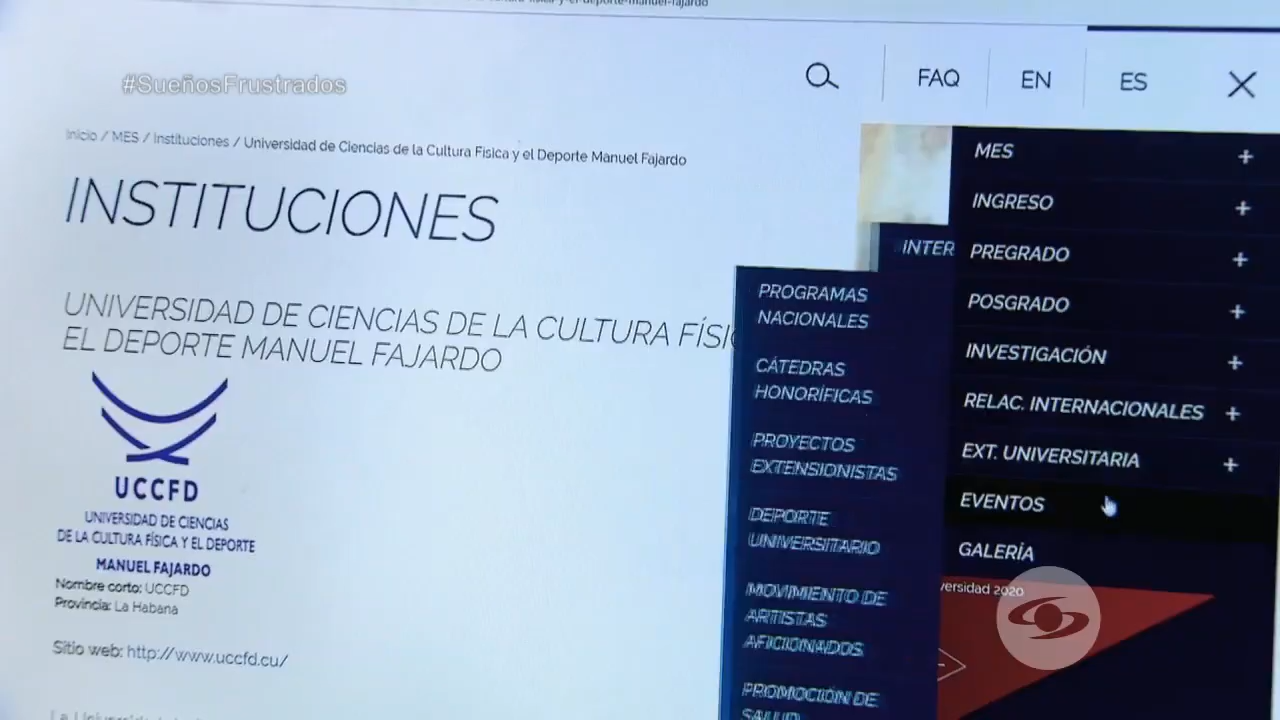 #SueñosFrustrados
FAQ
EN
ES
Inicio / MES / Instituciones / Universidad de Ciencias de la Cultura Física y el Deporte Manuel Fajardo
INSTITUCIONES
UNIVERSIDAD DE CIENCIAS DE LA CULTURA FÍSIC
EL DEPORTE MANUEL FAJARDO
UCCFD
UNIVERSIDAD DE CIENCIAS
DE LA CULTURA FÍSICA Y EL DEPORTE
MANUEL FAJARDO
Nombre corto: UCCFD
Provincia: La Habana
Sitio web: http://www.uccfd.cu/
INTER
PROGRAMAS
NACIONALES
CÁTEDRAS
HONORÍFICAS
PROYECTOS
EXTENSIONISTAS
DEPORTE
UNIVERSITARIO
MOVIMIENTO DE
ARTISTAS
AFICIONADOS
PROMOCIÓN DE
SALUD
MES +
INGRESO +
PREGRADO +
POSGRADO +
INVESTIGACIÓN +
RELAC. INTERNACIONALES +
EXT. UNIVERSITARIA +
EVENTOS
GALERÍA
versidad 2020